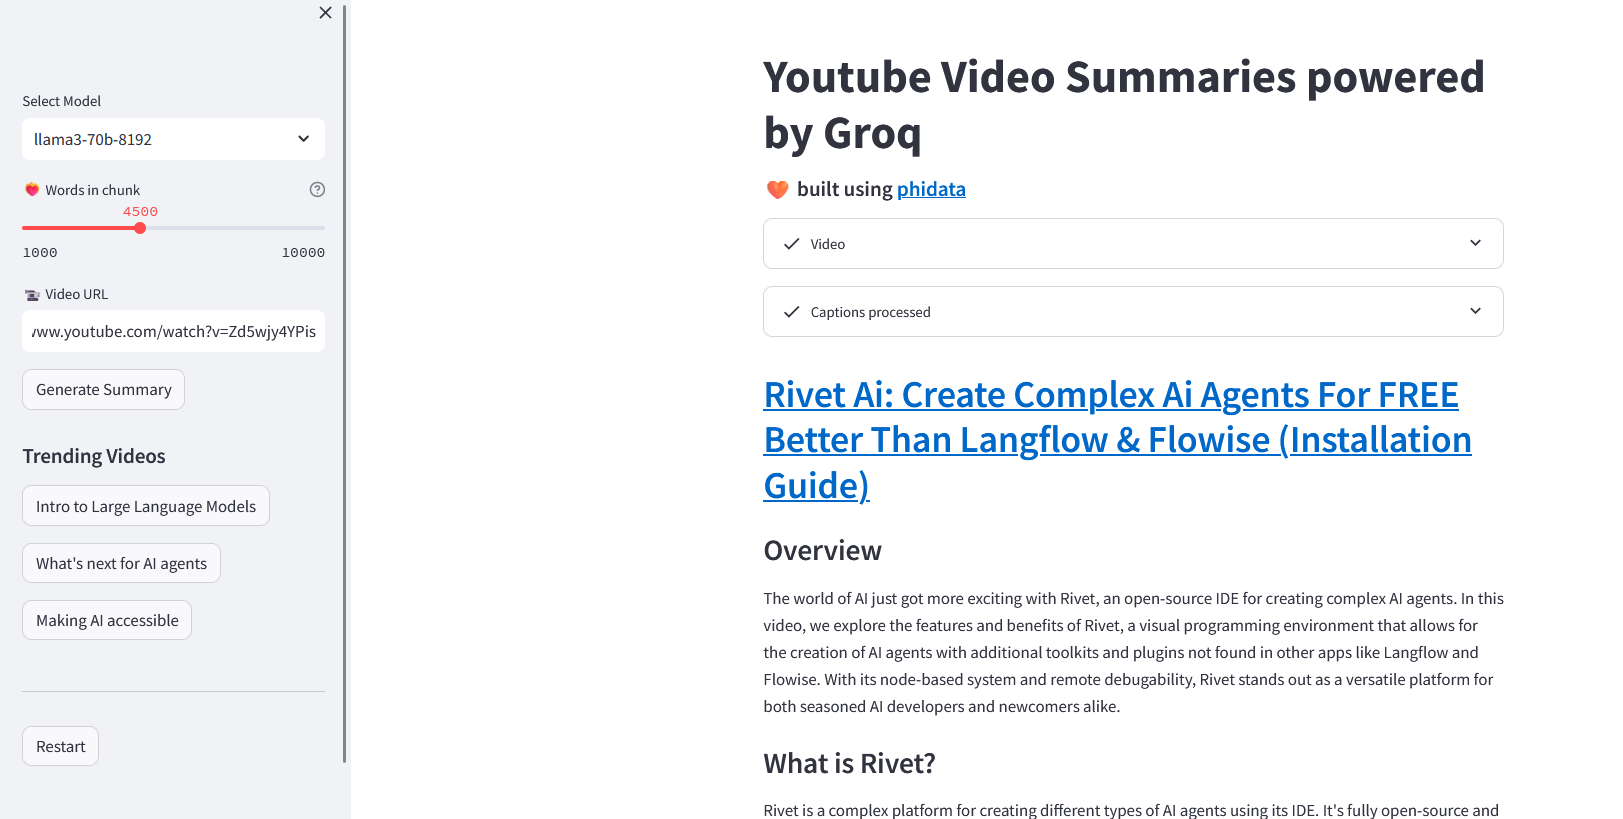 Select Model
llama3-70b-8192
Words in chunk
4500
1000 10000
Video URL
www.youtube.com/watch?v=Zd5wjy4YPis
Generate Summary
Trending Videos
Intro to Large Language Models
What's next for AI agents
Making AI accessible
Restart
Youtube Video Summaries powered
by Groq
built using phidata
Video
Captions processed
Rivet Ai: Create Complex Ai Agents For FREE
Better Than Langflow & Flowise (Installation
Guide)
Overview
The world of AI just got more exciting with Rivet, an open-source IDE for creating complex AI agents. In this
video, we explore the features and benefits of Rivet, a visual programming environment that allows for
the creation of AI agents with additional toolkits and plugins not found in other apps like Langflow and
Flowise. With its node-based system and remote debugability, Rivet stands out as a versatile platform for
both seasoned AI developers and newcomers alike.
What is Rivet?
Rivet is a complex platform for creating different types of AI agents using its IDE. It's fully open-source and